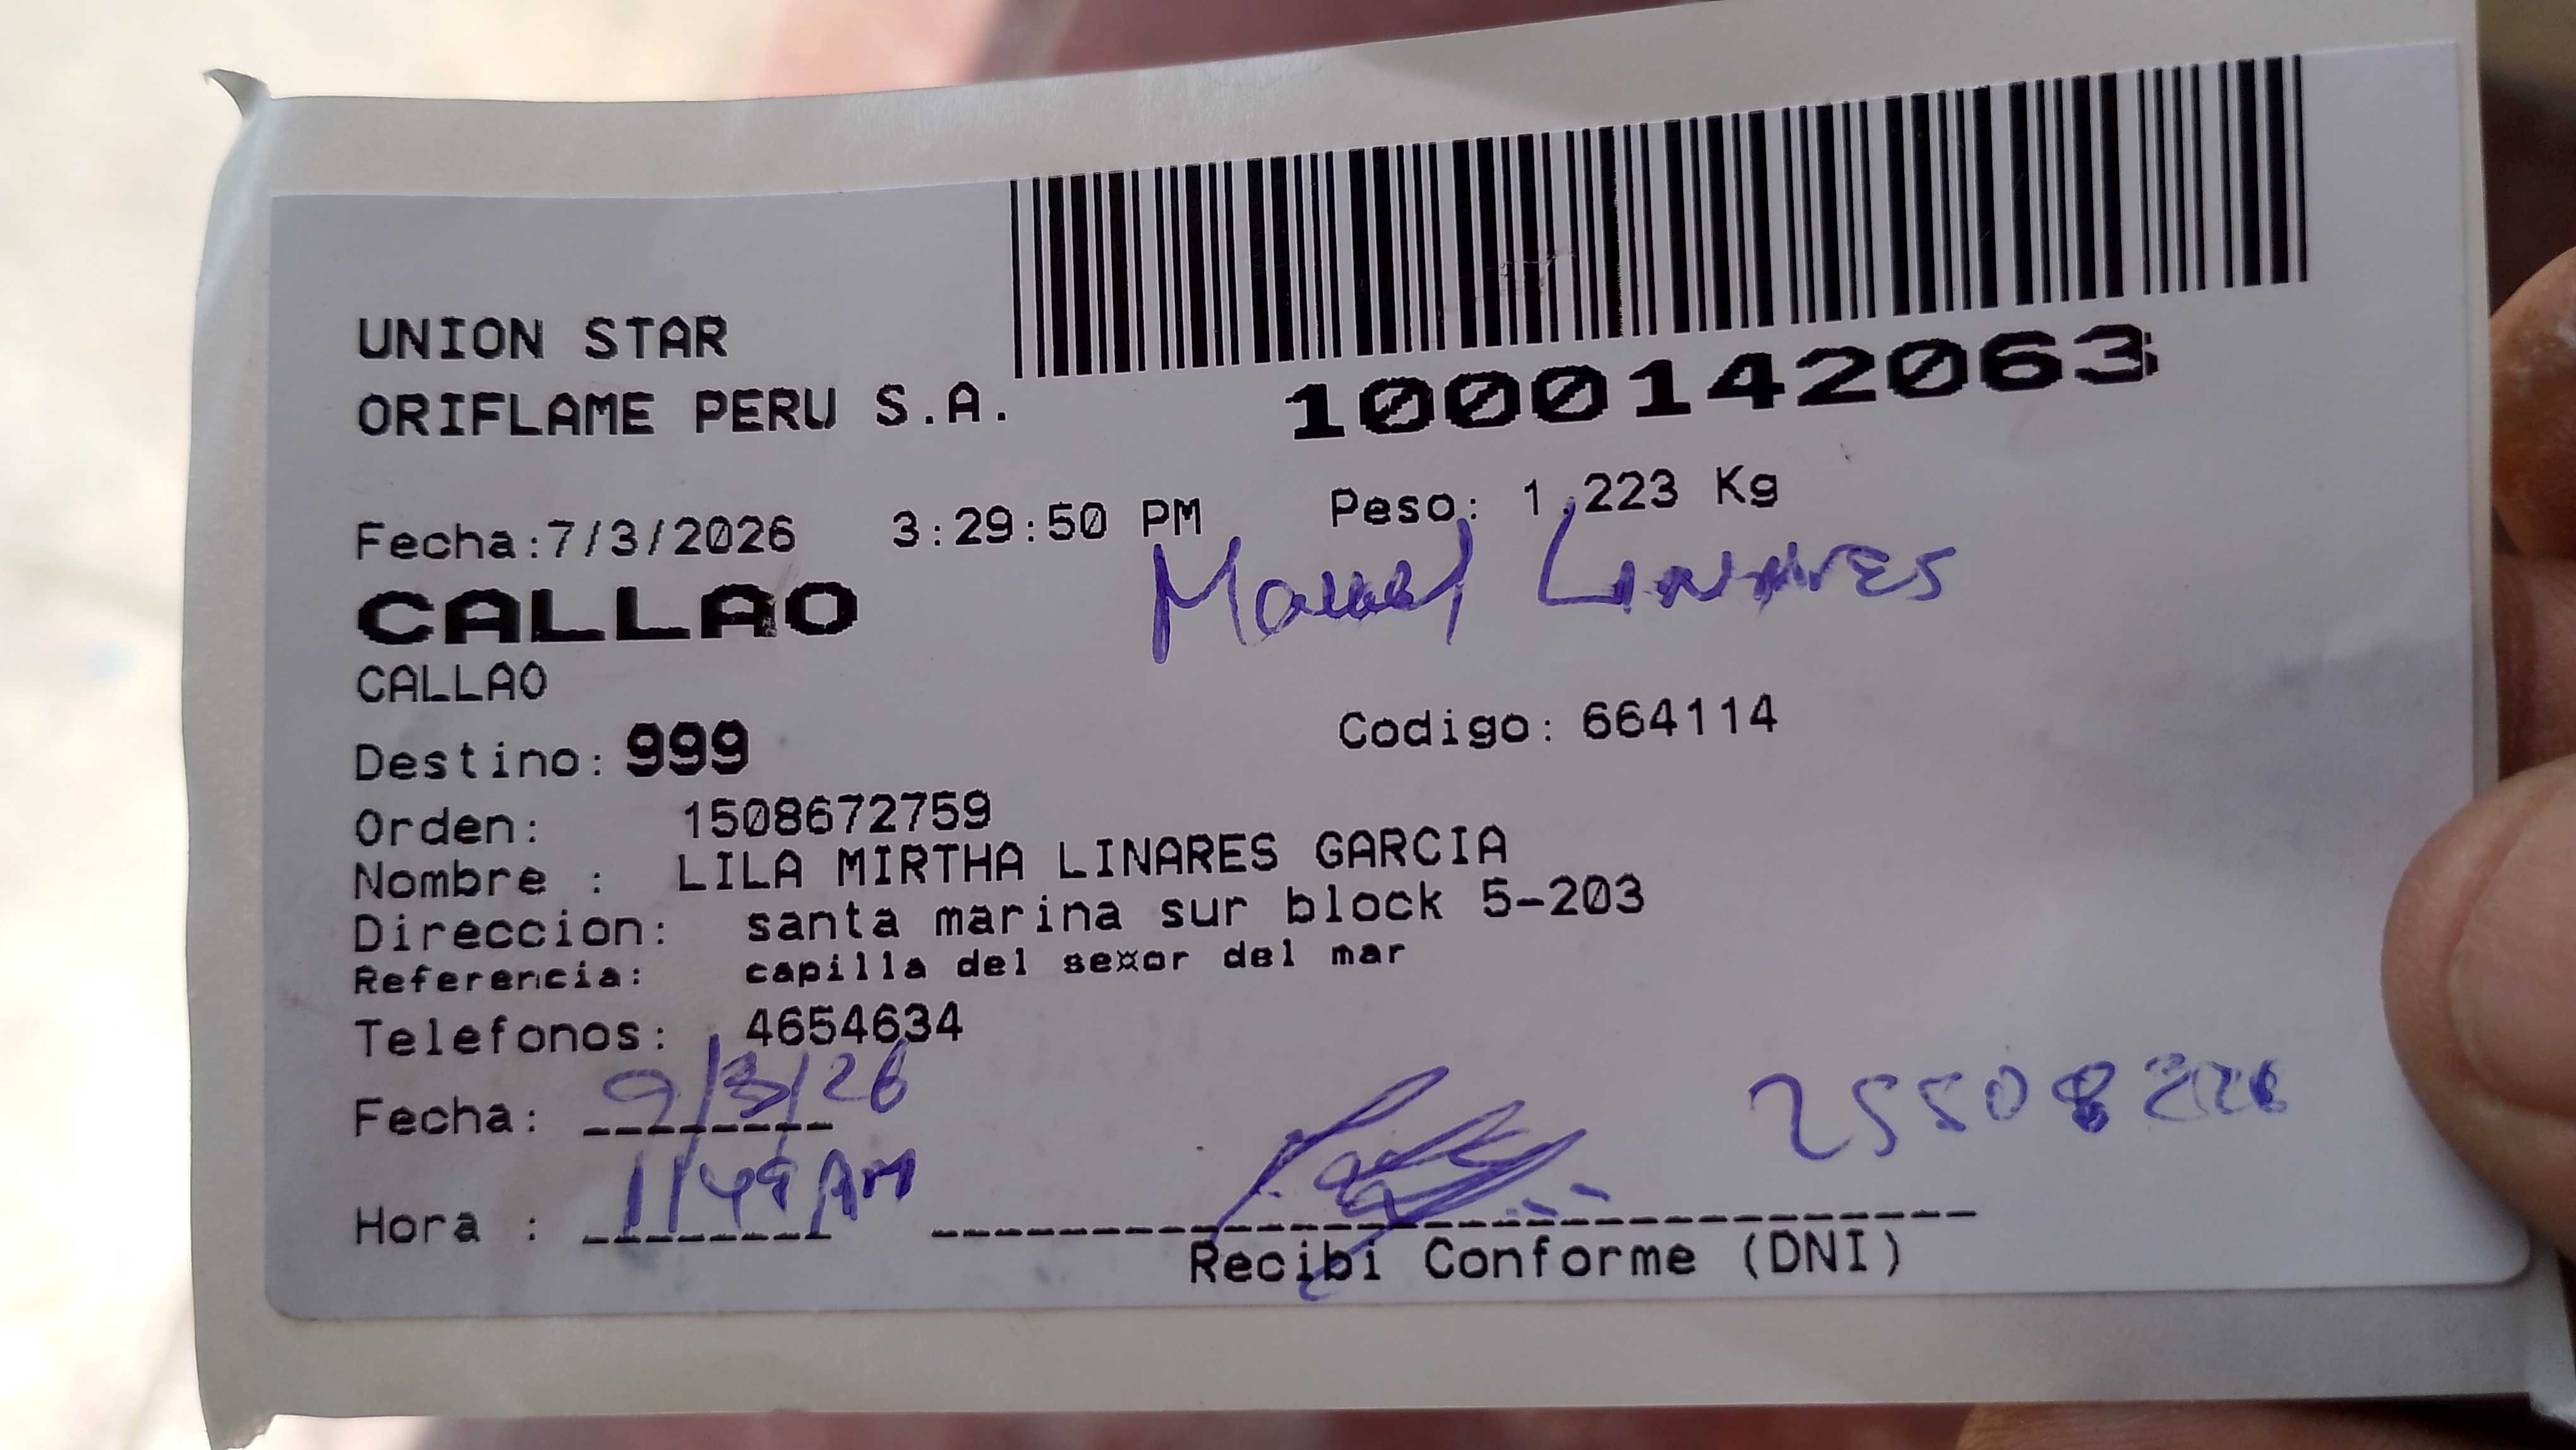 UNION STAR
ORIFLAME PERU S.A.
1000142063
Fecha:7/3/2026 3:29:50 PM Peso: 1.223 Kg
Manuel LINARES
CALLAO
CALLAO
Destino: 999 Codigo: 664114
Orden: 1508672759
Nombre : LILA MIRTHA LINARES GARCIA
Direccion: santa marina sur block 5-203
Referencia: capilla del se¤or del mar
Telefonos: 4654634
Fecha: 9/3/26
Hora : 11/49 AM
Recibi Conforme (DNI)